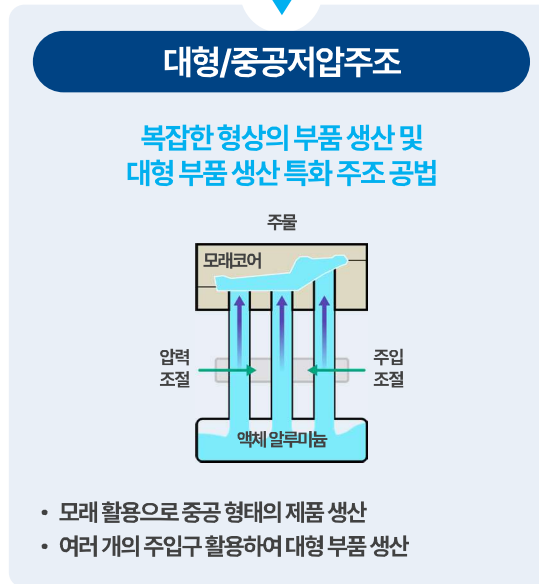 대형/중공저압주조
복잡한 형상의 부품 생산 및
대형 부품 생산 특화 주조 공법
주물
모래코어
압력
조절
주입
조절
액체 알루미늄
• 모래 활용으로 중공 형태의 제품 생산
• 여러 개의 주입구 활용하여 대형 부품 생산